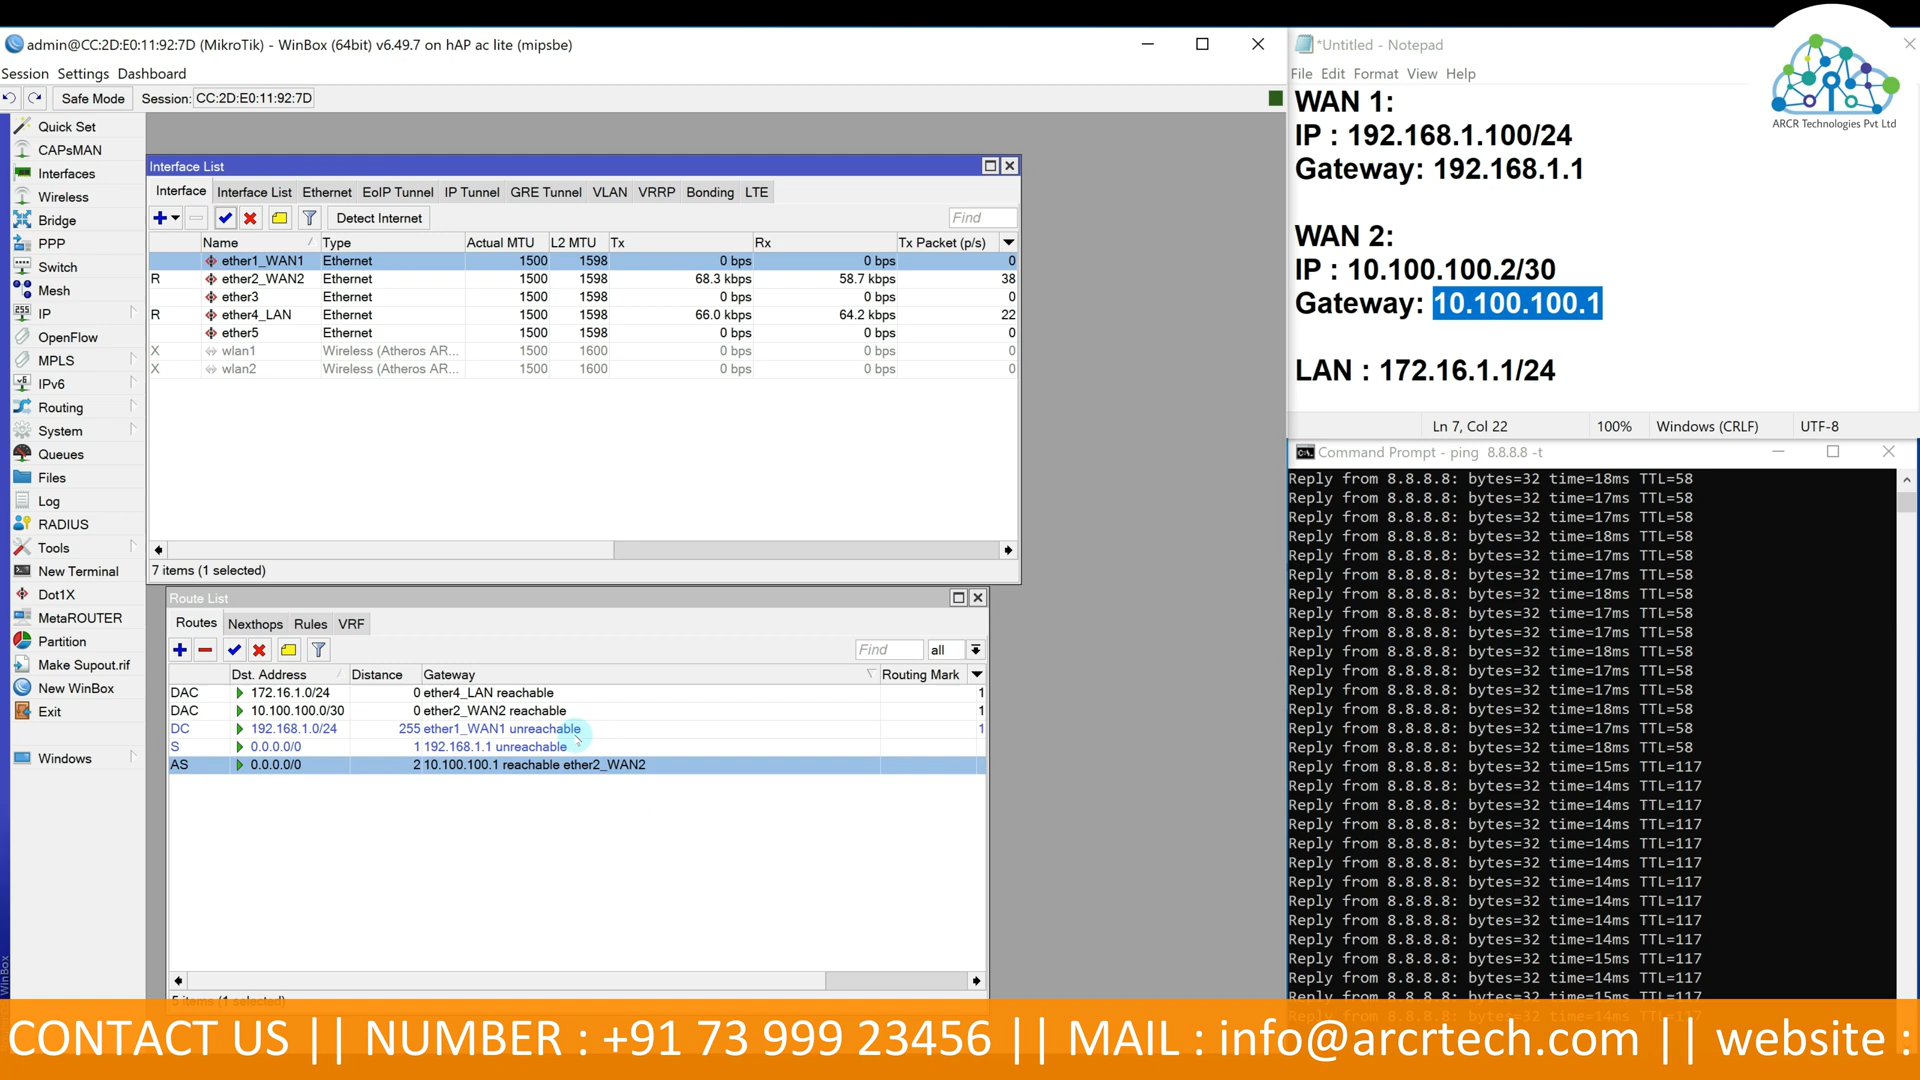 admin@CC:2D:E0:11:92:7D (MikroTik) - WinBox (64bit) v6.49.7 on hAP ac lite (mipsbe)
Session Settings Dashboard
Safe Mode Session: CC:2D:E0:11:92:7D
Quick Set
CAPsMAN
Interfaces
Wireless
Bridge
PPP
Switch
Mesh
IP
OpenFlow
MPLS
IPv6
Routing
System
Queues
Files
Log
RADIUS
Tools
New Terminal
Dot1X
MetaROUTER
Partition
Make Supout.rif
New WinBox
Exit
Windows
WinBox
Interface List
Interface Interface List Ethernet EoIP Tunnel IP Tunnel GRE Tunnel VLAN VRRP Bonding LTE
Detect Internet Find
Name Type Actual MTU L2 MTU Tx Rx Tx Packet (p/s)
ether1_WAN1 Ethernet 1500 1598 0 bps 0 bps 0
R ether2_WAN2 Ethernet 1500 1598 68.3 kbps 58.7 kbps 38
ether3 Ethernet 1500 1598 0 bps 0 bps 0
R ether4_LAN Ethernet 1500 1598 66.0 kbps 64.2 kbps 22
ether5 Ethernet 1500 1598 0 bps 0 bps 0
X wlan1 Wireless (Atheros AR... 1500 1600 0 bps 0 bps 0
X wlan2 Wireless (Atheros AR... 1500 1600 0 bps 0 bps 0
7 items (1 selected)
Route List
Routes Nexthops Rules VRF
Find all
Dst. Address Distance Gateway Routing Mark
DAC 172.16.1.0/24 0 ether4_LAN reachable 1
DAC 10.100.100.0/30 0 ether2_WAN2 reachable 1
DC 192.168.1.0/24 255 ether1_WAN1 unreachable 1
S 0.0.0.0/0 1 192.168.1.1 unreachable
AS 0.0.0.0/0 2 10.100.100.1 reachable ether2_WAN2
5 items (1 selected)
*Untitled - Notepad
File Edit Format View Help
WAN 1:
IP : 192.168.1.100/24
Gateway: 192.168.1.1
WAN 2:
IP : 10.100.100.2/30
Gateway: 10.100.100.1
LAN : 172.16.1.1/24
Ln 7, Col 22 100% Windows (CRLF) UTF-8
ARCR Technologies Pvt Ltd
Command Prompt - ping 8.8.8.8 -t
Reply from 8.8.8.8: bytes=32 time=18ms TTL=58
Reply from 8.8.8.8: bytes=32 time=17ms TTL=58
Reply from 8.8.8.8: bytes=32 time=17ms TTL=58
Reply from 8.8.8.8: bytes=32 time=18ms TTL=58
Reply from 8.8.8.8: bytes=32 time=17ms TTL=58
Reply from 8.8.8.8: bytes=32 time=17ms TTL=58
Reply from 8.8.8.8: bytes=32 time=18ms TTL=58
Reply from 8.8.8.8: bytes=32 time=17ms TTL=58
Reply from 8.8.8.8: bytes=32 time=17ms TTL=58
Reply from 8.8.8.8: bytes=32 time=18ms TTL=58
Reply from 8.8.8.8: bytes=32 time=17ms TTL=58
Reply from 8.8.8.8: bytes=32 time=17ms TTL=58
Reply from 8.8.8.8: bytes=32 time=17ms TTL=58
Reply from 8.8.8.8: bytes=32 time=17ms TTL=58
Reply from 8.8.8.8: bytes=32 time=18ms TTL=58
Reply from 8.8.8.8: bytes=32 time=15ms TTL=117
Reply from 8.8.8.8: bytes=32 time=14ms TTL=117
Reply from 8.8.8.8: bytes=32 time=14ms TTL=117
Reply from 8.8.8.8: bytes=32 time=14ms TTL=117
Reply from 8.8.8.8: bytes=32 time=14ms TTL=117
Reply from 8.8.8.8: bytes=32 time=14ms TTL=117
Reply from 8.8.8.8: bytes=32 time=14ms TTL=117
Reply from 8.8.8.8: bytes=32 time=14ms TTL=117
Reply from 8.8.8.8: bytes=32 time=14ms TTL=117
Reply from 8.8.8.8: bytes=32 time=14ms TTL=117
Reply from 8.8.8.8: bytes=32 time=15ms TTL=117
Reply from 8.8.8.8: bytes=32 time=14ms TTL=117
Reply from 8.8.8.8: bytes=32 time=15ms TTL=117
CONTACT US || NUMBER : +91 73 999 23456 || MAIL : info@arcrtech.com || website :